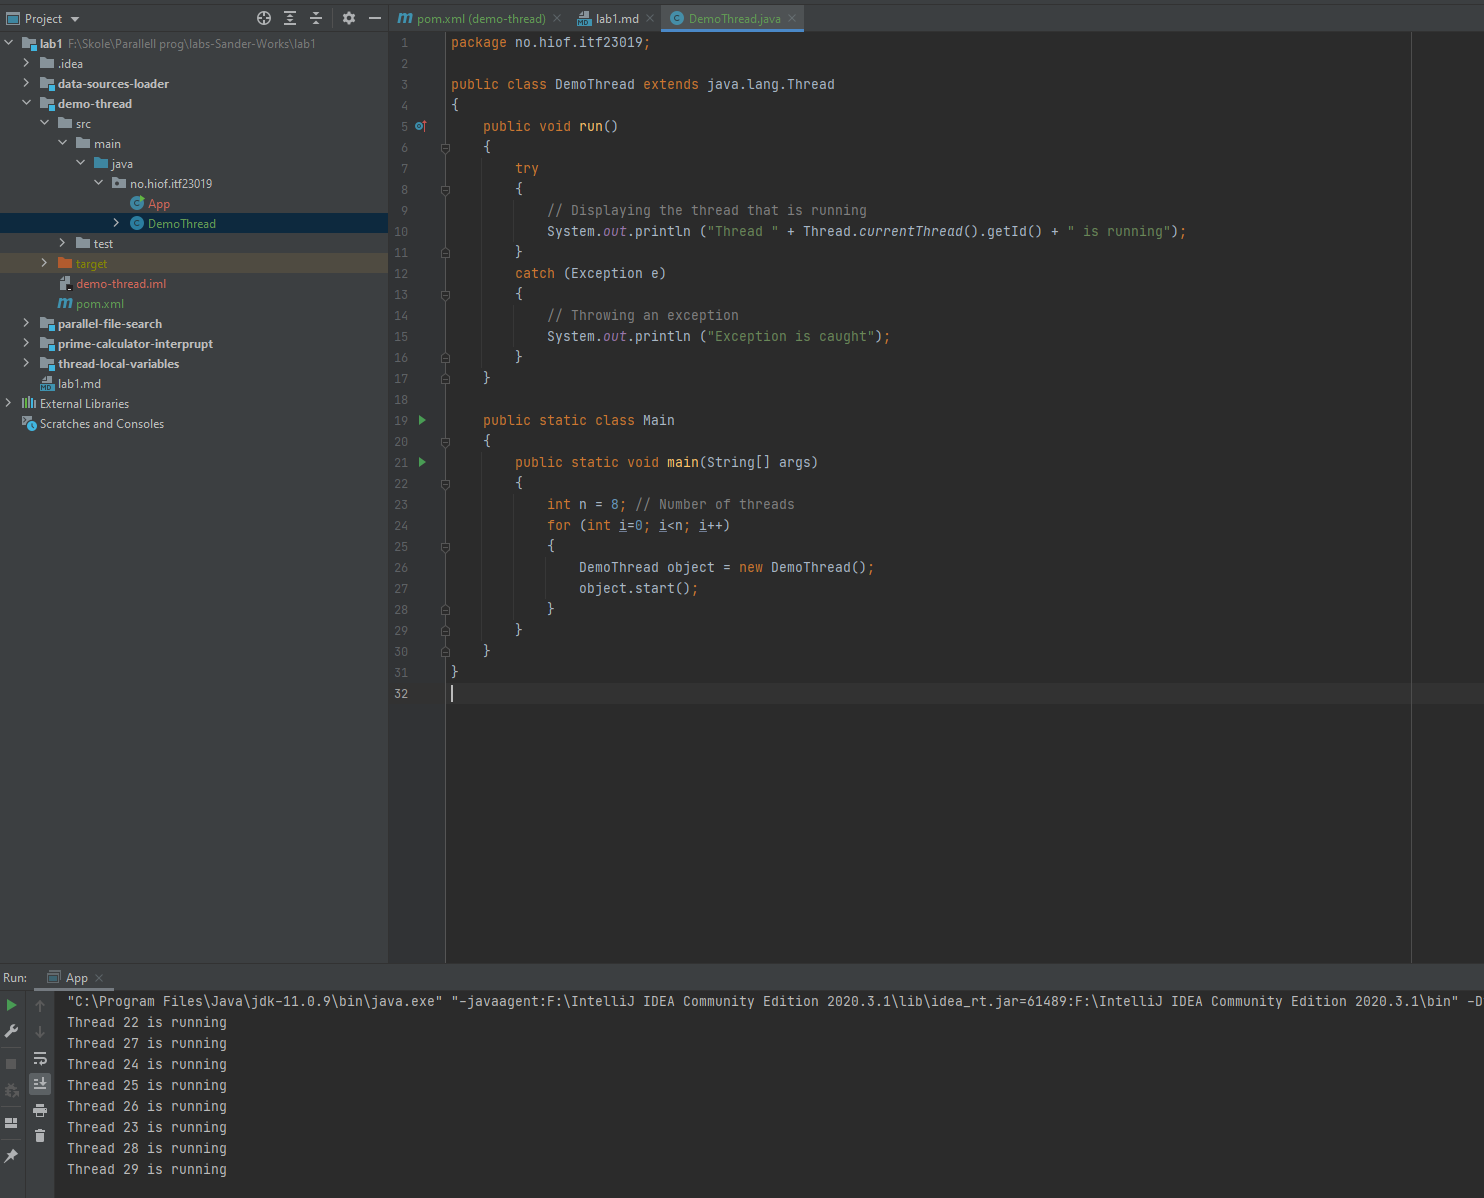 Project
lab1 F:\Skole\Parallell prog\labs-Sander-Works\lab1
.idea
data-sources-loader
demo-thread
src
main
java
no.hiof.itf23019
App
DemoThread
test
target
demo-thread.iml
pom.xml
parallel-file-search
prime-calculator-interprupt
thread-local-variables
lab1.md
External Libraries
Scratches and Consoles
pom.xml (demo-thread) lab1.md DemoThread.java
1 package no.hiof.itf23019;
2
3 public class DemoThread extends java.lang.Thread
4 {
5 public void run()
6 {
7 try
8 {
9 // Displaying the thread that is running
10 System.out.println ("Thread " + Thread.currentThread().getId() + " is running");
11 }
12 catch (Exception e)
13 {
14 // Throwing an exception
15 System.out.println ("Exception is caught");
16 }
17 }
18
19 public static class Main
20 {
21 public static void main(String[] args)
22 {
23 int n = 8; // Number of threads
24 for (int i=0; i<n; i++)
25 {
26 DemoThread object = new DemoThread();
27 object.start();
28 }
29 }
30 }
31 }
32
Run: App
"C:\Program Files\Java\jdk-11.0.9\bin\java.exe" "-javaagent:F:\IntelliJ IDEA Community Edition 2020.3.1\lib\idea_rt.jar=61489:F:\IntelliJ IDEA Community Edition 2020.3.1\bin" -D
Thread 22 is running
Thread 27 is running
Thread 24 is running
Thread 25 is running
Thread 26 is running
Thread 23 is running
Thread 28 is running
Thread 29 is running